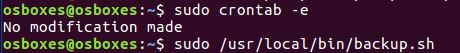 osboxes@osboxes:~$ sudo crontab -e
No modification made
osboxes@osboxes:~$ sudo /usr/local/bin/backup.sh